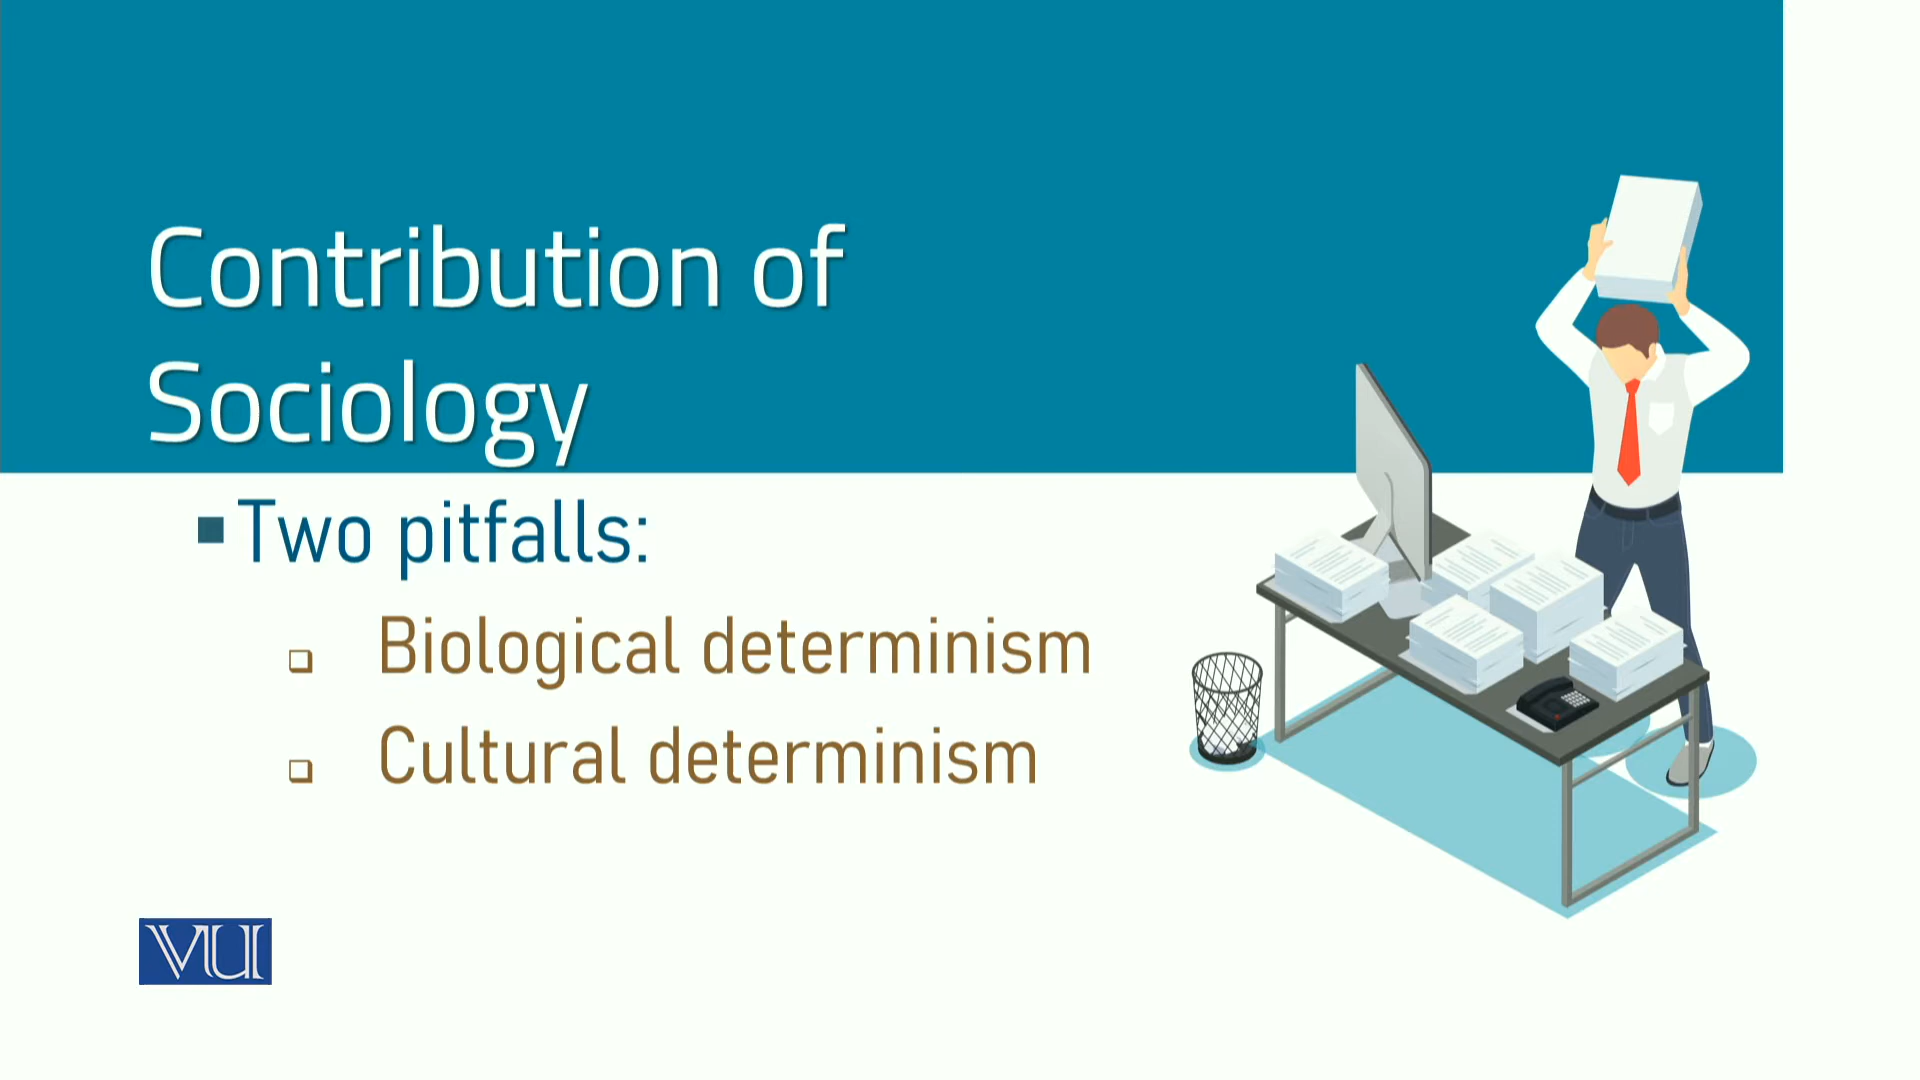 Contribution of
Sociology
Two pitfalls:
Biological determinism
Cultural determinism
VU